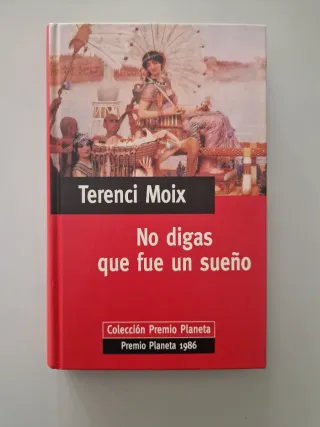 Terenci Moix
No digas
que fue un sueño
Colección Premio Planeta
Premio Planeta 1986